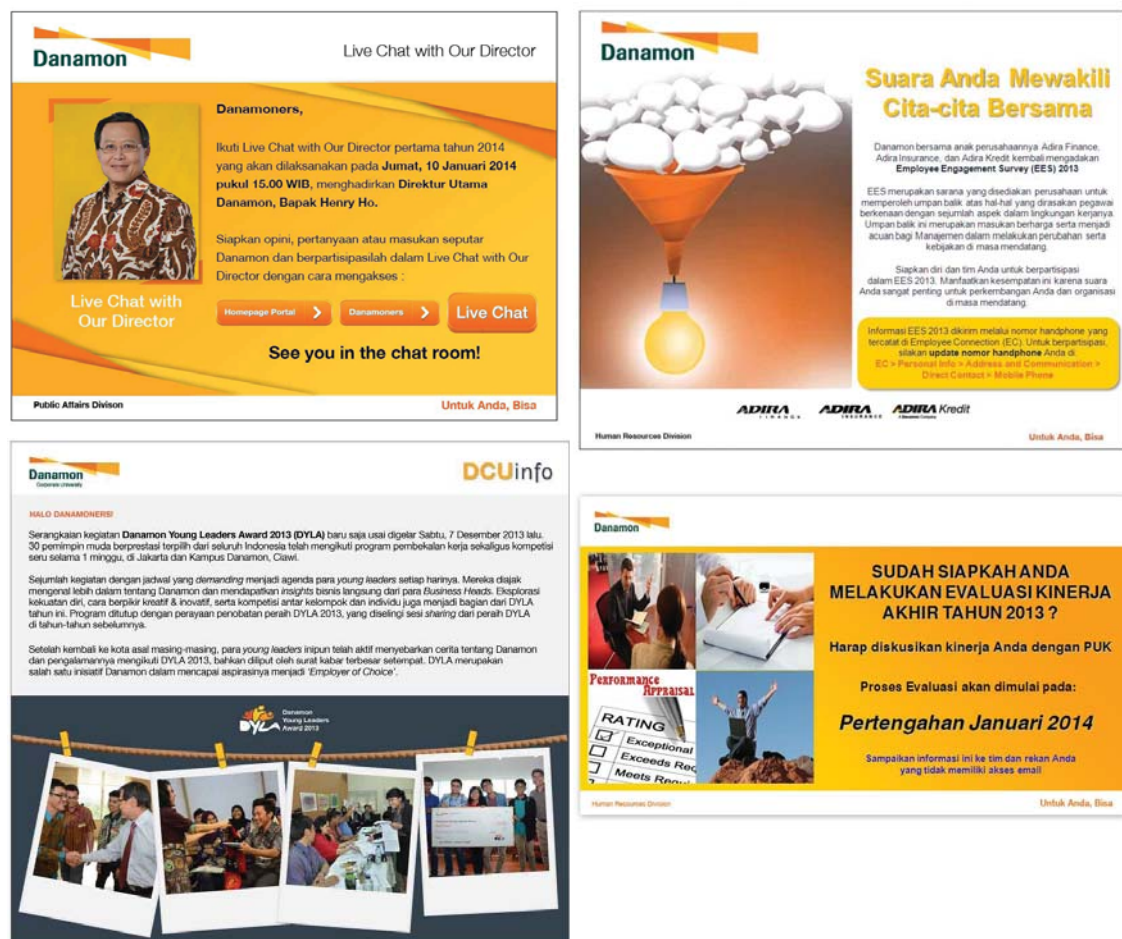 Danamon
Live Chat with Our Director
Danamoners,
Ikuti Live Chat with Our Director pertama tahun 2014
yang akan dilaksanakan pada Jumat, 10 Januari 2014
pukul 15.00 WIB, menghadirkan Direktur Utama
Danamon, Bapak Henry Ho.
Siapkan opini, pertanyaan atau masukan seputar
Danamon dan berpartisipasilah dalam Live Chat with Our
Director dengan cara mengakses :
Live Chat with
Our Director
Homepage Portal
Danamoners
Live Chat
See you in the chat room!
Public Affairs Divison
Untuk Anda, Bisa
Danamon
Suara Anda Mewakili
Cita-cita Bersama
Danamon bersama anak perusahaannya Adira Finance,
Adira Insurance, dan Adira Kredit kembali mengadakan
Employee Engagement Survey (EES) 2013
EES merupakan sarana yang disediakan perusahaan untuk
memperoleh umpan balik atas hal-hal yang dirasakan pegawai
berkenaan dengan sejumlah aspek dalam lingkungan kerjanya.
Umpan balik ini merupakan masukan berharga serta menjadi
acuan bagi Manajemen dalam melakukan perubahan serta
kebijakan di masa mendatang.
Siapkan diri dan tim Anda untuk berpartisipasi
dalam EES 2013. Manfaatkan kesempatan ini karena suara
Anda sangat penting untuk perkembangan Anda dan organisasi
di masa mendatang.
Informasi EES 2013 dikirim melalui nomor handphone yang
tercatat di Employee Connection (EC). Untuk berpartisipasi,
silakan update nomor handphone Anda di:
EC > Personal Info > Address and Communication >
Direct Contact > Mobile Phone
ADIRA FINANCE
ADIRA INSURANCE
ADIRA Kredit
Human Resources Division
Untuk Anda, Bisa
Danamon
Corporate University
DCUinfo
HALO DANAMONERS!
Serangkaian kegiatan Danamon Young Leaders Award 2013 (DYLA) baru saja usai digelar Sabtu, 7 Desember 2013 lalu.
30 pemimpin muda berprestasi terpilih dari seluruh Indonesia telah mengikuti program pembekalan kerja sekaligus kompetisi
seru selama 1 minggu, di Jakarta dan Kampus Danamon, Ciawi.
Sejumlah kegiatan dengan jadwal yang demanding menjadi agenda para young leaders setiap harinya. Mereka diajak
mengenal lebih dalam tentang Danamon dan mendapatkan insights bisnis langsung dari para Business Heads. Eksplorasi
kekuatan diri, cara berpikir kreatif & inovatif, serta kompetisi antar kelompok dan individu juga menjadi bagian dari DYLA
tahun ini. Program ditutup dengan perayaan penobatan peraih DYLA 2013, yang diselingi sesi sharing dari peraih DYLA
di tahun-tahun sebelumnya.
Setelah kembali ke kota asal masing-masing, para young leaders inipun telah aktif menyebarkan cerita tentang Danamon
dan pengalamannya mengikuti DYLA 2013, bahkan diliput oleh surat kabar terbesar setempat. DYLA merupakan
salah satu inisiatif Danamon dalam mencapai aspirasinya menjadi 'Employer of Choice'.
DYLA
Danamon
Young Leaders
Award 2013
Danamon
SUDAH SIAPKAH ANDA
MELAKUKAN EVALUASI KINERJA
AKHIR TAHUN 2013 ?
Harap diskusikan kinerja Anda dengan PUK
Proses Evaluasi akan dimulai pada:
Pertengahan Januari 2014
Sampaikan informasi ini ke tim dan rekan Anda
yang tidak memiliki akses email
PERFORMANCE
APPRAISAL
RATING
Exceptional
Exceeds
Meets
Human Resources Division
Untuk Anda, Bisa